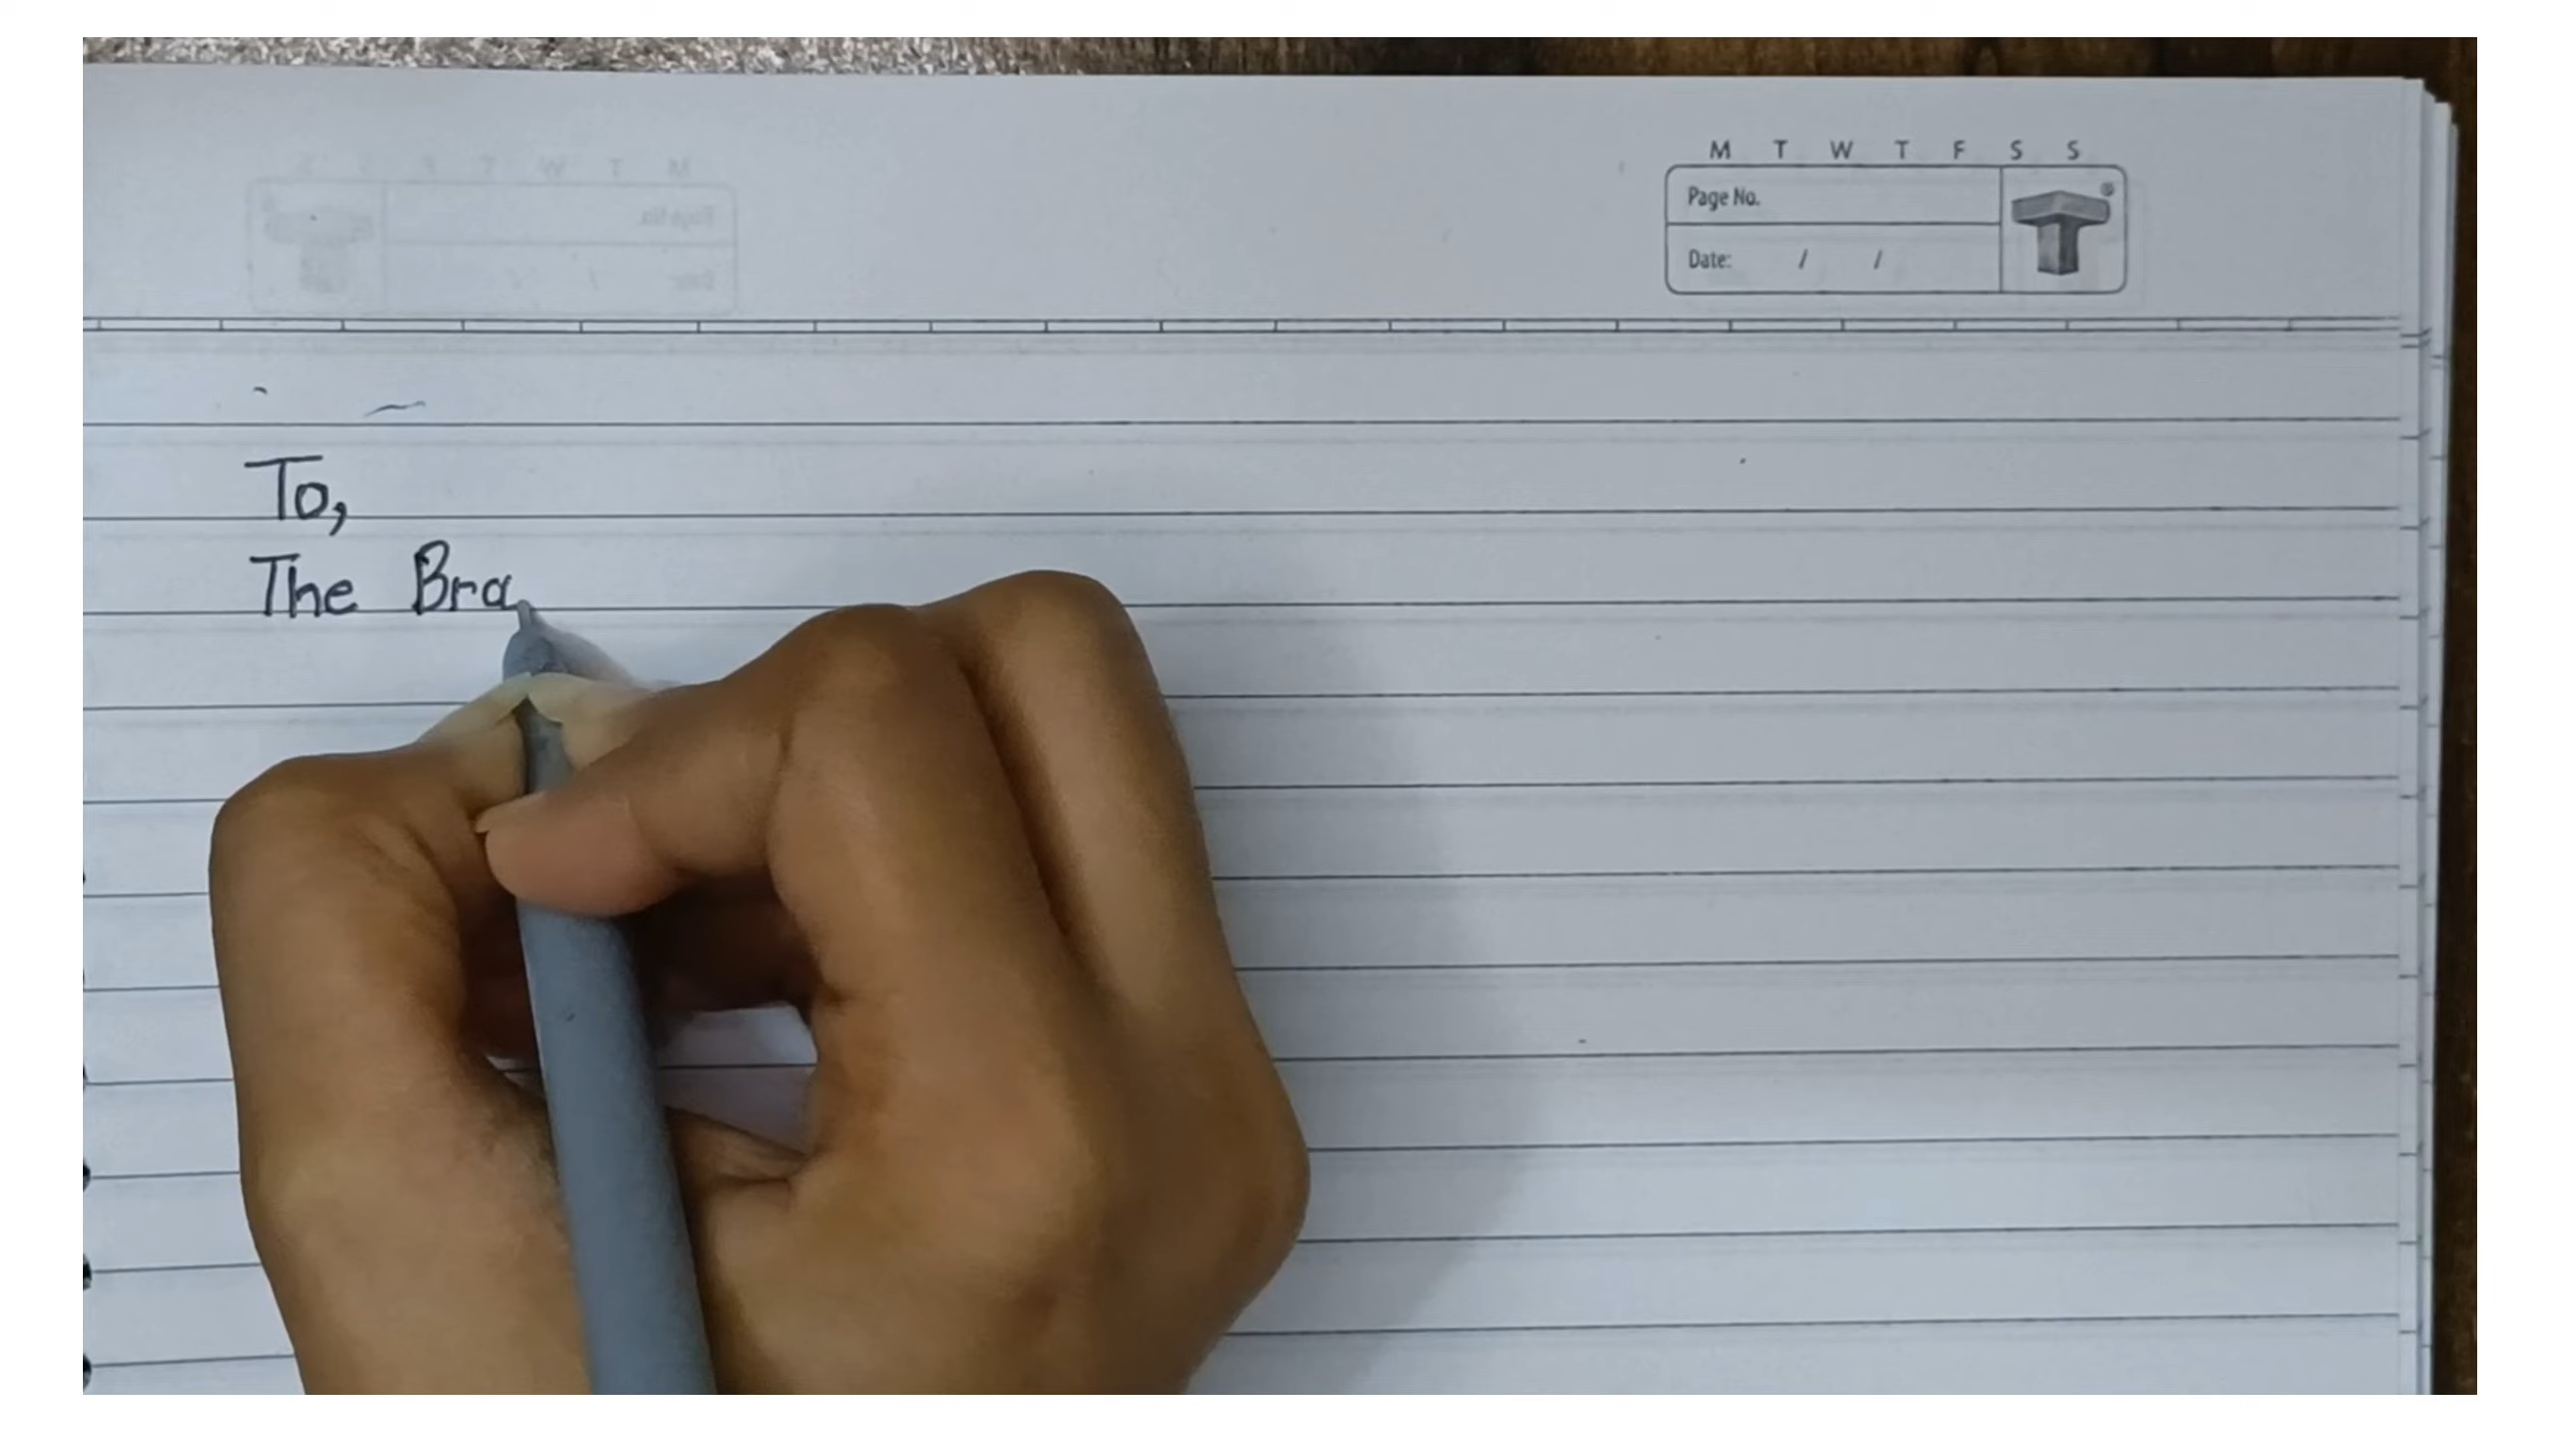 M T W T F S S
Page No.
Date: / /
To,
The Bra